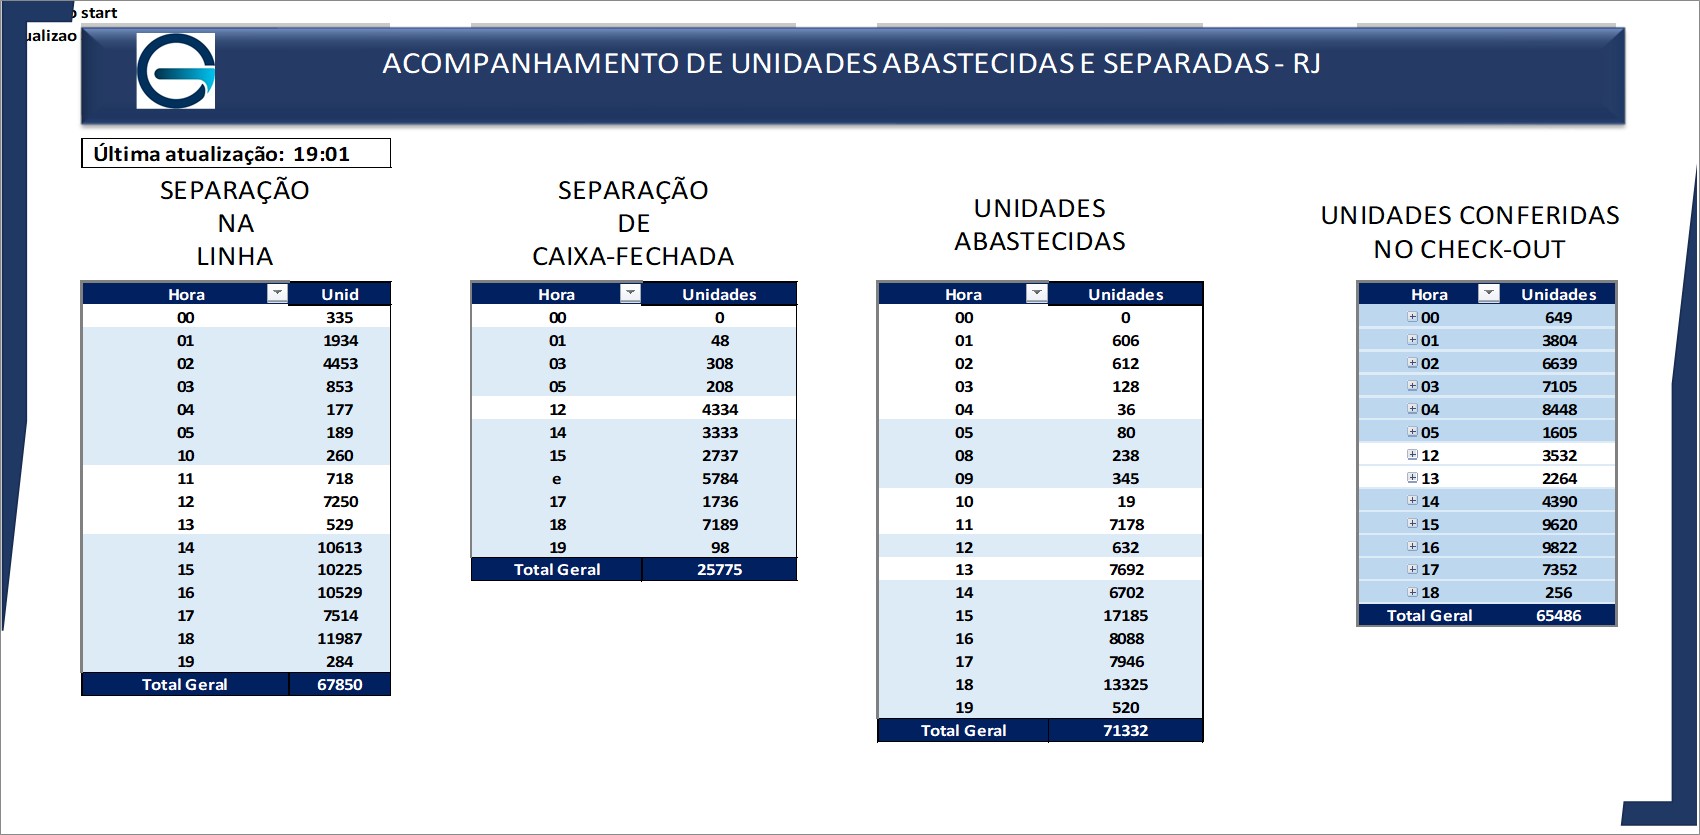 start
ualizao
ACOMPANHAMENTO DE UNIDADES ABASTECIDAS E SEPARADAS - RJ
Última atualização: 19:01
SEPARAÇÃO
NA
LINHA
Hora Unid
00 335
01 1934
02 4453
03 853
04 177
05 189
10 260
11 718
12 7250
13 529
14 10613
15 10225
16 10529
17 7514
18 11987
19 284
Total Geral 67850
SEPARAÇÃO
DE
CAIXA-FECHADA
Hora Unidades
00 0
01 48
03 308
05 208
12 4334
14 3333
15 2737
e 5784
17 1736
18 7189
19 98
Total Geral 25775
UNIDADES
ABASTECIDAS
Hora Unidades
00 0
01 606
02 612
03 128
04 36
05 80
08 238
09 345
10 19
11 7178
12 632
13 7692
14 6702
15 17185
16 8088
17 7946
18 13325
19 520
Total Geral 71332
UNIDADES CONFERIDAS
NO CHECK-OUT
Hora Unidades
00 649
01 3804
02 6639
03 7105
04 8448
05 1605
12 3532
13 2264
14 4390
15 9620
16 9822
17 7352
18 256
Total Geral 65486